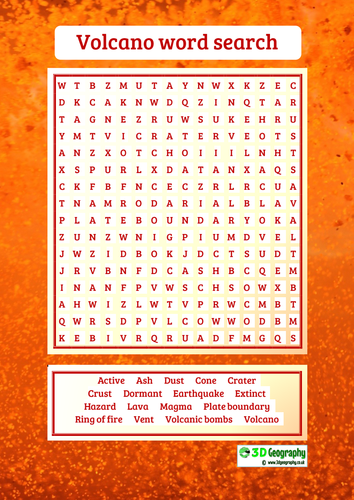 Volcano word search
W T B Z M U T A Y N W X K Z E C
D K C A K N W D Q Z I N Q T A R
T A G N E Z R U W S U K E H R U
Y M T V I C R A T E R V E O T S
A N Z X O T C H O I I I L N H T
X S P U R L X D A T A N X A Q S
C K F B F N C E C Z R L R C U A
T N A M R O D A R I A L B L A V
P L A T E B O U N D A R Y O K A
Z U N Z W N I G P I U M D V E L
J W Z I D B O K J D C T S U D T
J R V B N F D C A S H B C Q E M
I N A N F P V W S C H S O W X B
A H W I Z L W T V P R W C M B T
Q W R S D P V L C O W W O D B M
K E B I V R Q R U A D F M G Q S
Active Ash Dust Cone Crater
Crust Dormant Earthquake Extinct
Hazard Lava Magma Plate boundary
Ring of fire Vent Volcanic bombs Volcano
3D Geography
© www.3dgeography.co.uk